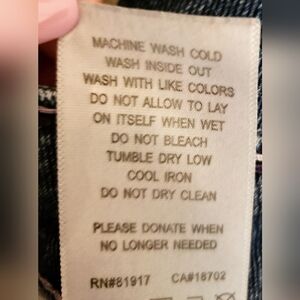 MACHINE WASH COLD
WASH INSIDE OUT
WASH WITH LIKE COLORS
DO NOT ALLOW TO LAY
ON ITSELF WHEN WET
DO NOT BLEACH
TUMBLE DRY LOW
COOL IRON
DO NOT DRY CLEAN
PLEASE DONATE WHEN
NO LONGER NEEDED
RN#81917 CA#18702